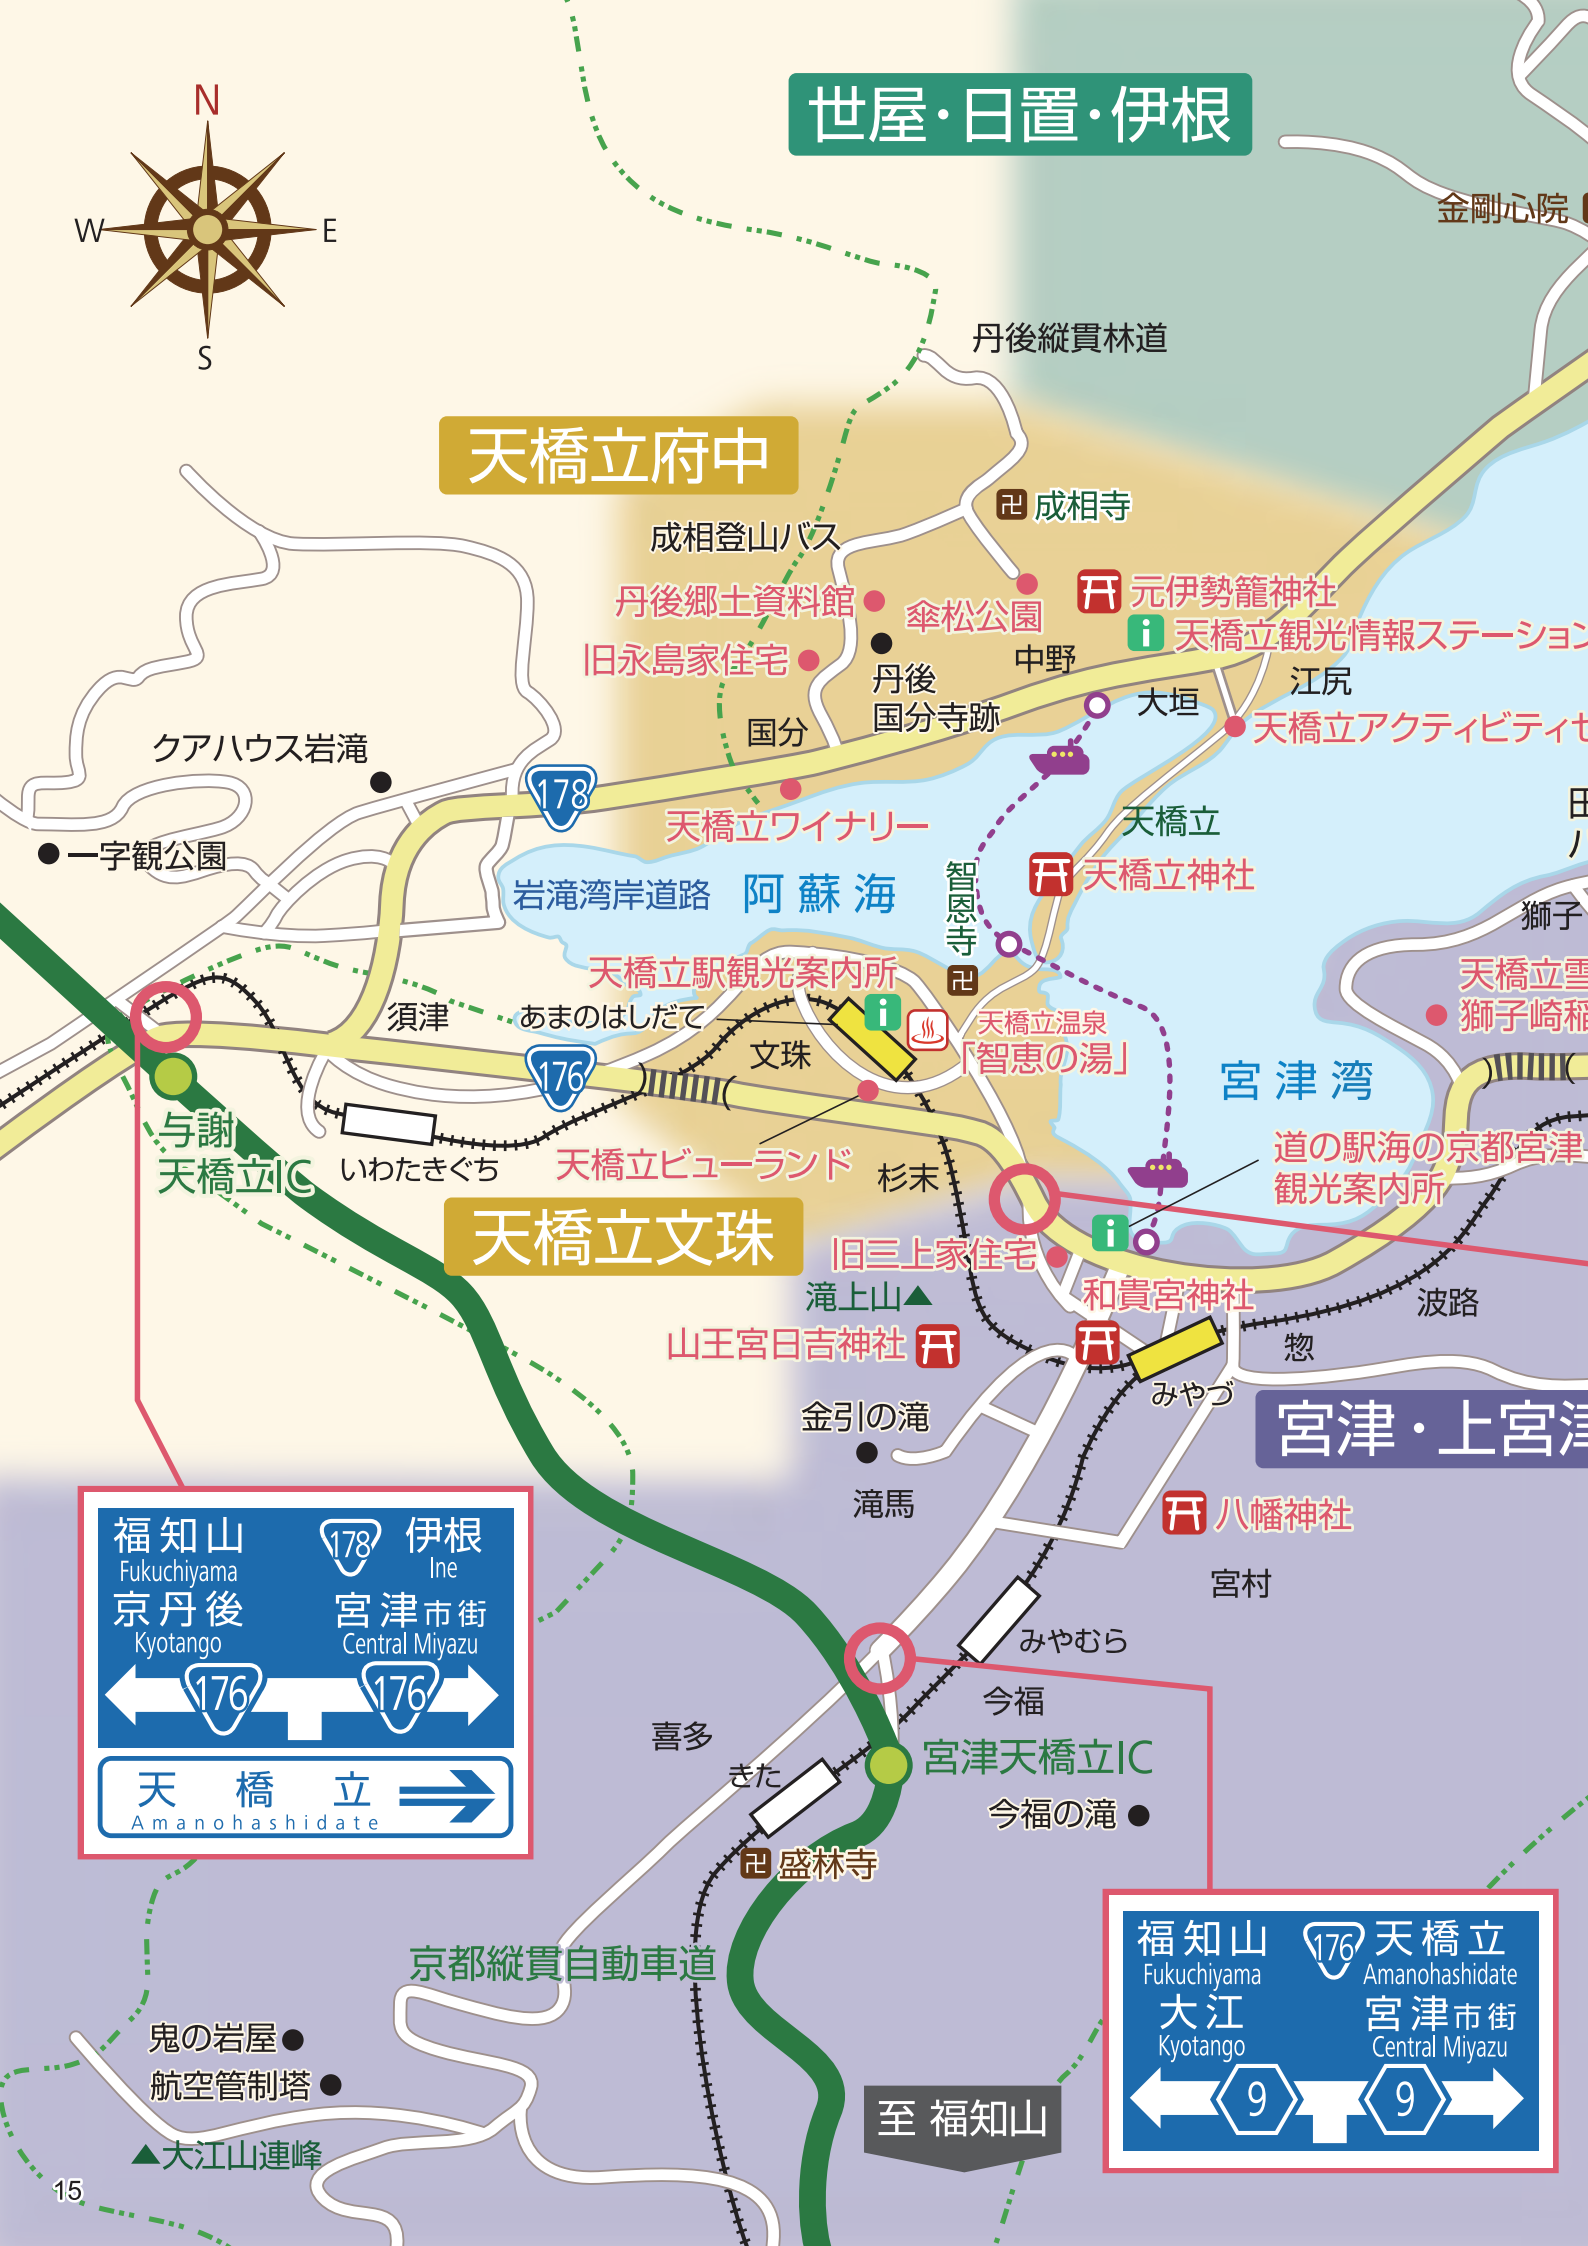 N
W
E
S
世屋・日置・伊根
金剛心院
丹後縦貫林道
天橋立府中
成相寺
成相登山バス
丹後郷土資料館
傘松公園
元伊勢籠神社
天橋立観光情報ステーション
旧永島家住宅
中野
丹後
国分寺跡
江尻
大垣
国分
天橋立アクティビティセ
クアハウス岩滝
178
天橋立ワイナリー
天橋立
一字観公園
岩滝湾岸道路
阿蘇海
智恩寺
天橋立神社
獅子
天橋立駅観光案内所
天橋立雪
獅子崎稲
須津
あまのはしだて
文珠
天橋立温泉
「智恵の湯」
176
宮津湾
与謝
天橋立IC
いわたきぐち
天橋立ビューランド
杉末
道の駅海の京都宮津
観光案内所
天橋立文珠
旧三上家住宅
滝上山
和貴宮神社
波路
山王宮日吉神社
惣
みやづ
金引の滝
宮津・上宮津
滝馬
八幡神社
福知山
Fukuchiyama
178
伊根
Ine
京丹後
Kyotango
宮津市街
Central Miyazu
176
176
天橋立
Amanohashidate
宮村
みやむら
今福
喜多
きた
宮津天橋立IC
今福の滝
盛林寺
京都縦貫自動車道
福知山
Fukuchiyama
176
天橋立
Amanohashidate
大江
Kyotango
宮津市街
Central Miyazu
9
9
鬼の岩屋
航空管制塔
大江山連峰
至 福知山
15